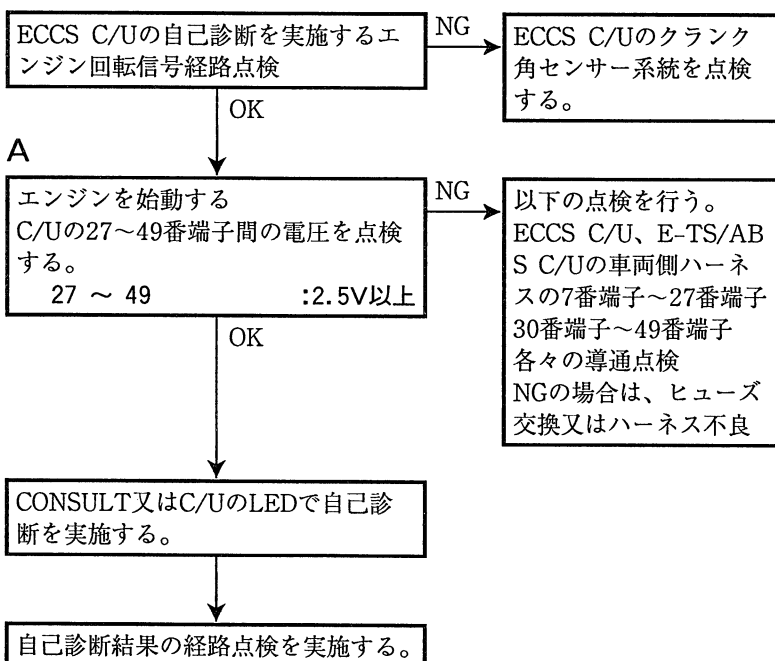 ECCS C/Uの自己診断を実施するエ
ンジン回転信号経路点検
NG
ECCS C/Uのクランク
角センサー系統を点検
する。
OK
A
エンジンを始動する
C/Uの27～49番端子間の電圧を点検
する。
27 ～ 49 :2.5V以上
NG
以下の点検を行う。
ECCS C/U、E-TS/AB
S C/Uの車両側ハーネ
スの7番端子～27番端子
30番端子～49番端子
各々の導通点検
NGの場合は、ヒューズ
交換又はハーネス不良
OK
CONSULT又はC/UのLEDで自己診
断を実施する。
自己診断結果の経路点検を実施する。